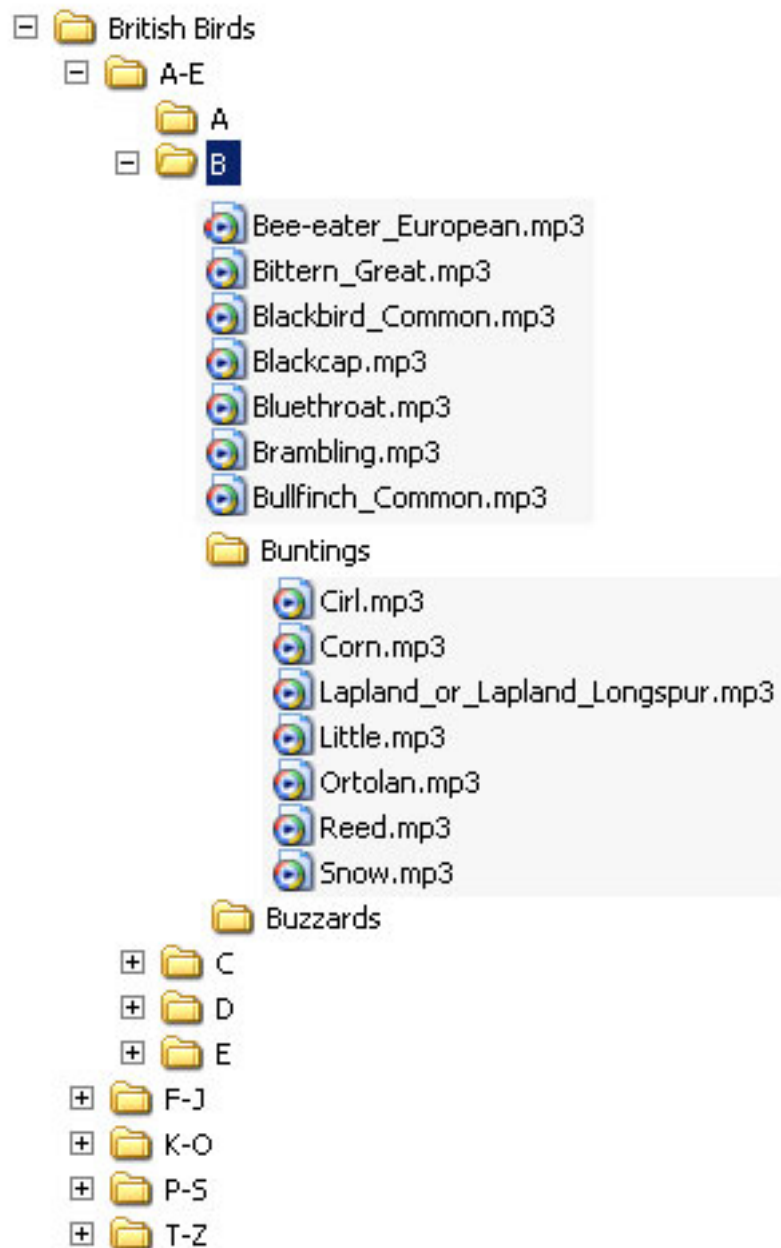 British Birds
A-E
A
B
Bee-eater_European.mp3
Bittern_Great.mp3
Blackbird_Common.mp3
Blackcap.mp3
Bluethroat.mp3
Brambling.mp3
Bullfinch_Common.mp3
Buntings
Cirl.mp3
Corn.mp3
Lapland_or_Lapland_Longspur.mp3
Little.mp3
Ortolan.mp3
Reed.mp3
Snow.mp3
Buzzards
C
D
E
F-J
K-O
P-S
T-Z